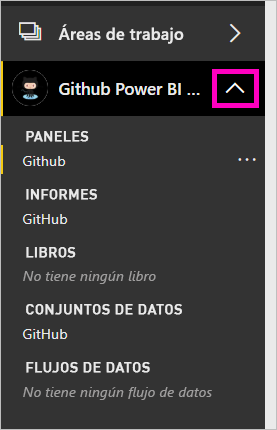 Áreas de trabajo
Github Power BI ...
PANELES
Github
INFORMES
GitHub
LIBROS
No tiene ningún libro
CONJUNTOS DE DATOS
GitHub
FLUJOS DE DATOS
No tiene ningún flujo de datos